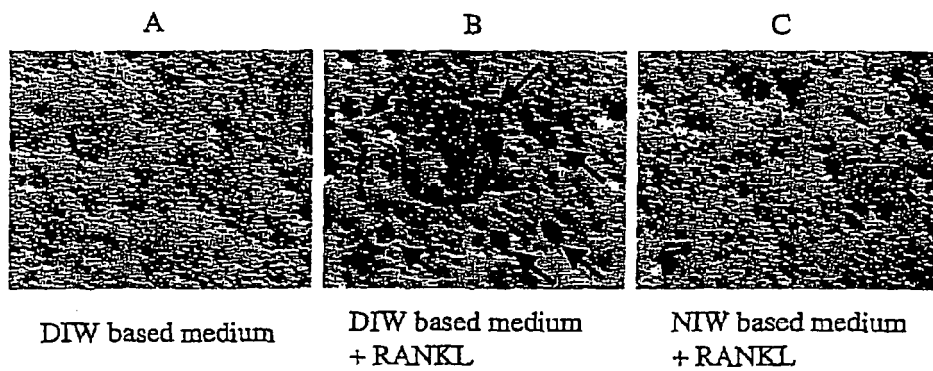 A
B
C
DIW based medium
DIW based medium
+ RANKL
NIW based medium
+ RANKL